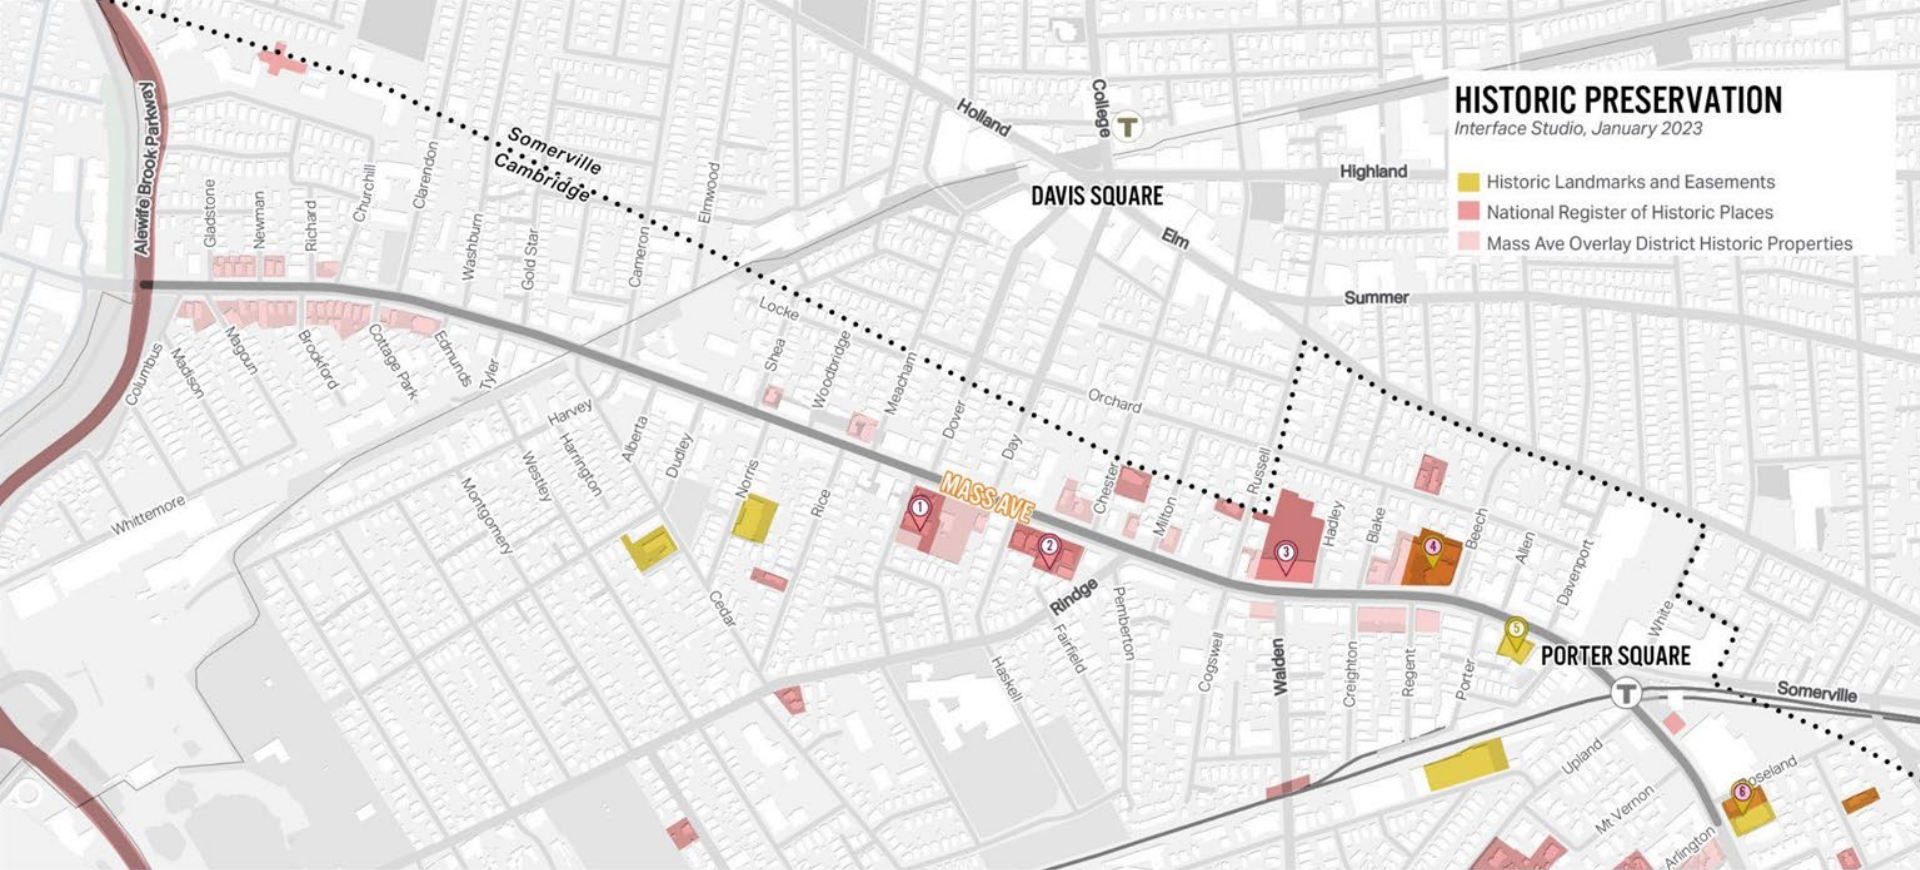 HISTORIC PRESERVATION
Interface Studio, January 2023
Historic Landmarks and Easements
National Register of Historic Places
Mass Ave Overlay District Historic Properties
Somerville
Cambridge
Holland
College
T
DAVIS SQUARE
Highland
Elm
Summer
Alewife Brook Parkway
Gladstone
Newman
Richard
Churchill
Clarendon
Washburn
Gold Star
Cameron
Elmwood
Locke
Shea
Woodbridge
Meacham
Dover
Day
Orchard
Chester
Milton
Russell
Hadley
Blake
Beech
Allen
Davenport
White
Columbus
Madison
Magoun
Brookford
Cottage Park
Edmunds
Tyler
Harvey
Harrington
Westley
Montgomery
Whittemore
Alberta
Dudley
Norris
Rice
Cedar
MASS AVE
1
2
3
4
5
6
Rindge
Haskell
Fairfield
Pemberton
Cogswell
Walden
Creighton
Regent
Porter
PORTER SQUARE
T
Somerville
Upland
Mt Vernon
Roseland
Arlington